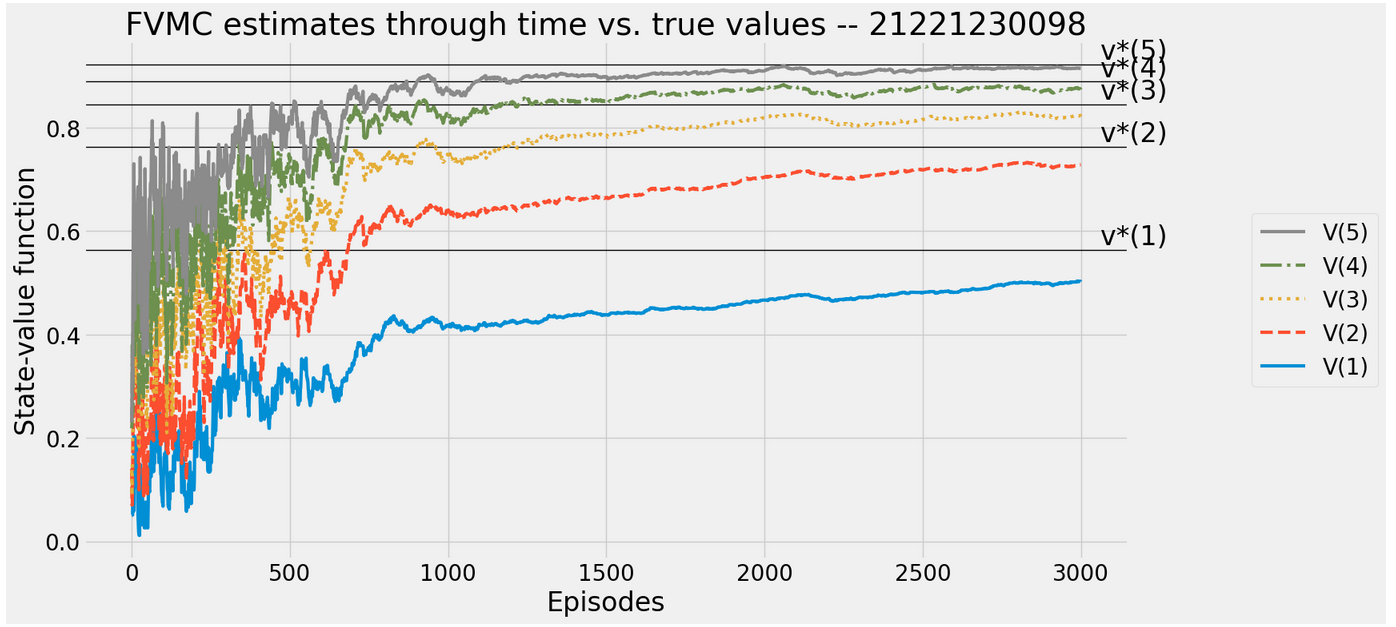 FVMC estimates through time vs. true values -- 21221230098
v*(5)
v*(4)
v*(3)
v*(2)
v*(1)
State-value function
0.8
0.6
0.4
0.2
0.0
0
500
1000
1500
2000
2500
3000
Episodes
V(5)
V(4)
V(3)
V(2)
V(1)